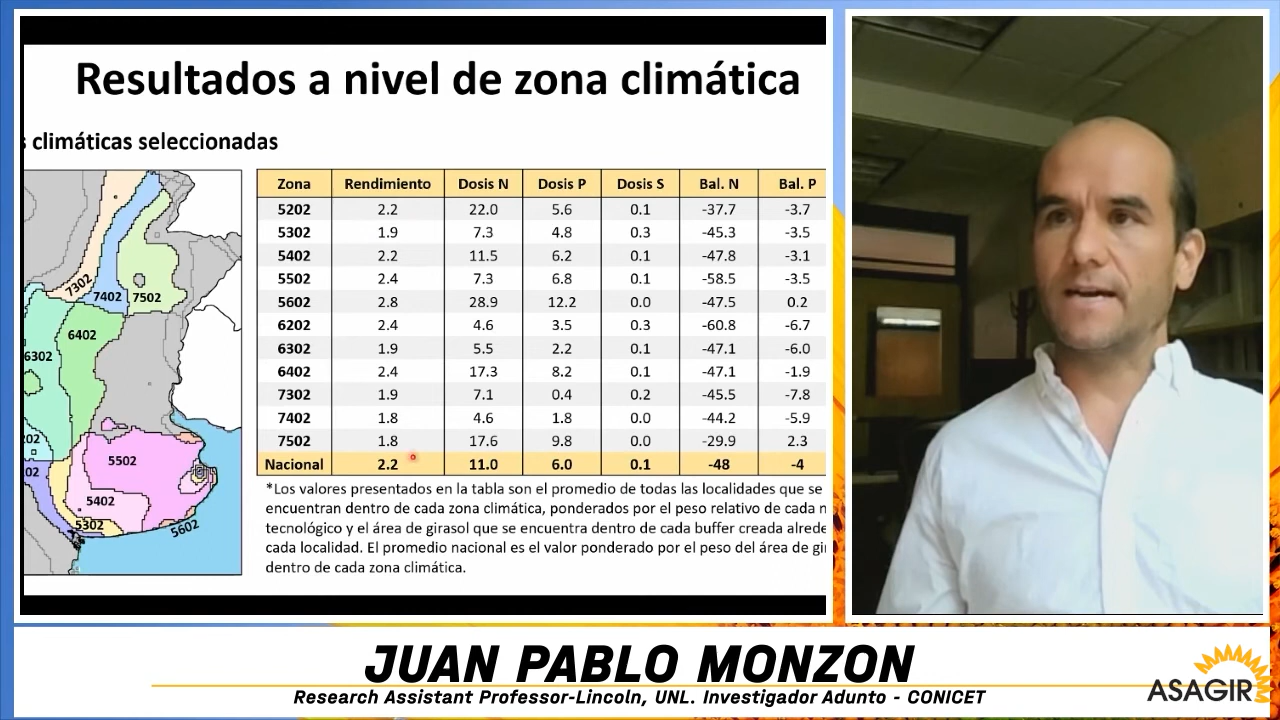 Resultados a nivel de zona climática
s climáticas seleccionadas
7302
7402
7502
6402
6302
202
02
5502
5402
5302
5602
Zona Rendimiento Dosis N Dosis P Dosis S Bal. N Bal. P
5202 2.2 22.0 5.6 0.1 -37.7 -3.7
5302 1.9 7.3 4.8 0.3 -45.3 -3.5
5402 2.2 11.5 6.2 0.1 -47.8 -3.1
5502 2.4 7.3 6.8 0.1 -58.5 -3.5
5602 2.8 28.9 12.2 0.0 -47.5 0.2
6202 2.4 4.6 3.5 0.3 -60.8 -6.7
6302 1.9 5.5 2.2 0.1 -47.1 -6.0
6402 2.4 17.3 8.2 0.1 -47.1 -1.9
7302 1.9 7.1 0.4 0.2 -45.5 -7.8
7402 1.8 4.6 1.8 0.0 -44.2 -5.9
7502 1.8 17.6 9.8 0.0 -29.9 2.3
Nacional 2.2 11.0 6.0 0.1 -48 -4
*Los valores presentados en la tabla son el promedio de todas las localidades que se
encuentran dentro de cada zona climática, ponderados por el peso relativo de cada n
tecnológico y el área de girasol que se encuentra dentro de cada buffer creada alrede
cada localidad. El promedio nacional es el valor ponderado por el peso del área de gi
dentro de cada zona climática.
JUAN PABLO MONZON
Research Assistant Professor-Lincoln, UNL. Investigador Adunto - CONICET
ASAGIR